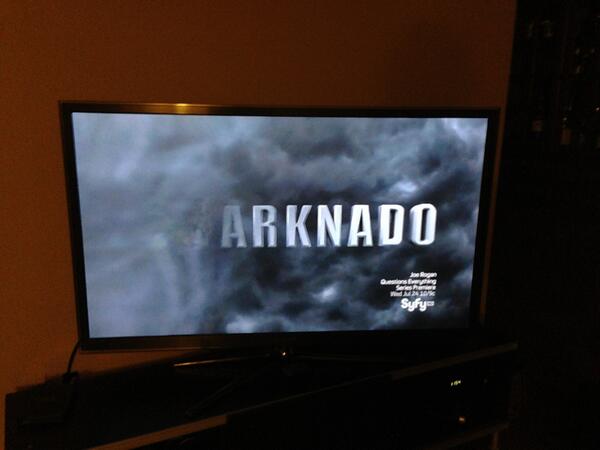 ARKNADO
Joe Rogan
Questions Everything
Series Premiere
Wed Jul 24 10/9c
Syfy